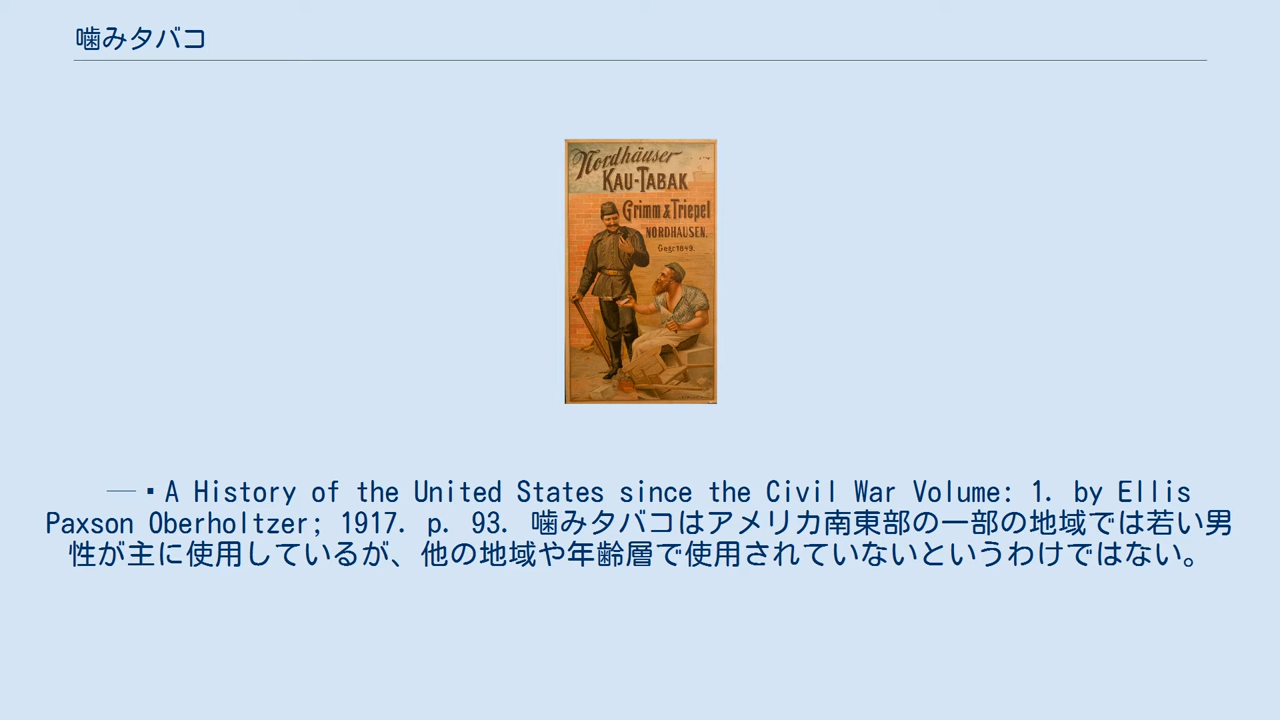 噛みタバコ
Nordhäuser
KAU-TABAK
Grimm & Triepel
NORDHAUSEN.
Gegr. 1849.
―▪A History of the United States since the Civil War Volume: 1. by Ellis
Paxson Oberholtzer; 1917. p. 93. 噛みタバコはアメリカ南東部の一部の地域では若い男
性が主に使用しているが、他の地域や年齢層で使用されていないというわけではない。